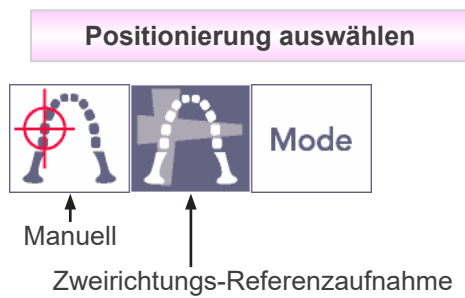 Positionierung auswählen
Mode
Manuell
Zweirichtungs-Referenzaufnahme